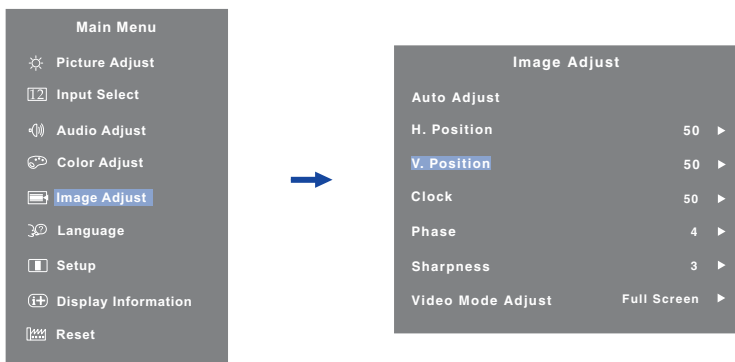 Main Menu
Picture Adjust
12 Input Select
Audio Adjust
Color Adjust
Image Adjust
Language
Setup
Display Information
Reset
Image Adjust
Auto Adjust
H. Position 50
V. Position 50
Clock 50
Phase 4
Sharpness 3
Video Mode Adjust Full Screen